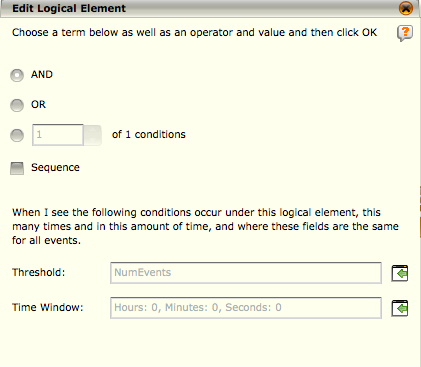 Edit Logical Element
Choose a term below as well as an operator and value and then click OK
AND
OR
1 of 1 conditions
Sequence
When I see the following conditions occur under this logical element, this
many times and in this amount of time, and where these fields are the same
for all events.
Threshold: NumEvents
Time Window: Hours: 0, Minutes: 0, Seconds: 0